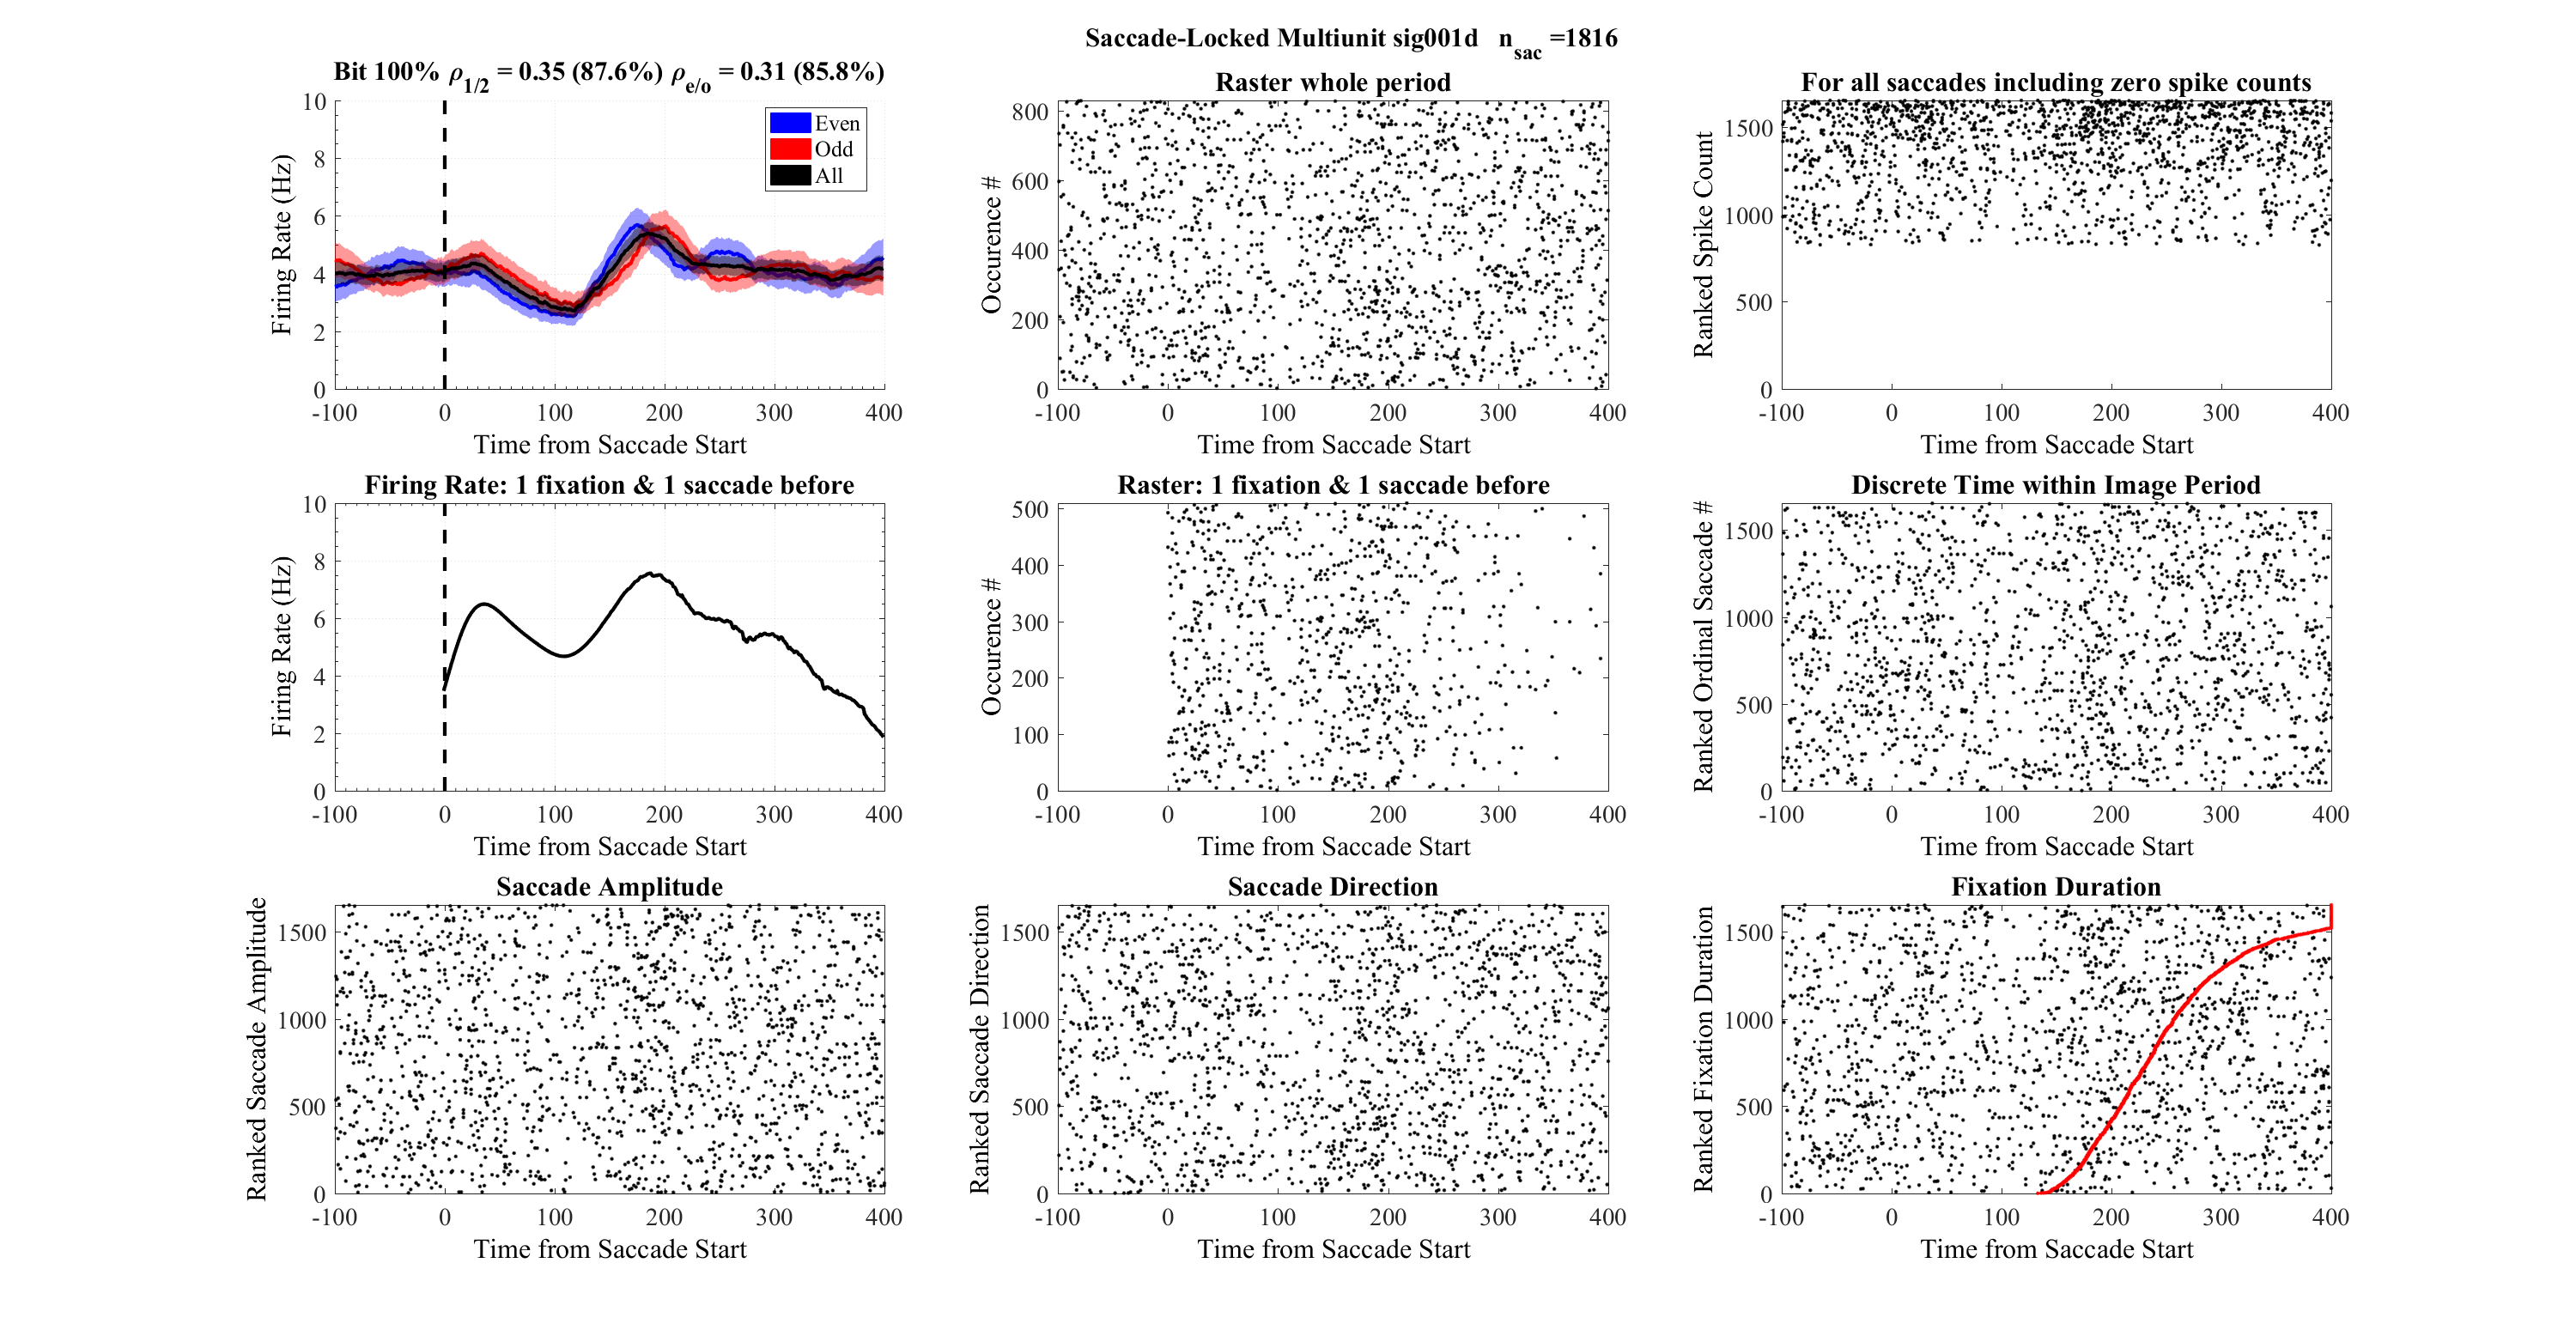 Saccade-Locked Multiunit sig001d n_sac =1816
Bit 100% ρ_1/2 = 0.35 (87.6%) ρ_e/o = 0.31 (85.8%)
Firing Rate (Hz)
10
8
6
4
2
0
Even
Odd
All
-100 0 100 200 300 400
Time from Saccade Start
Raster whole period
Occurence #
800
600
400
200
0
-100 0 100 200 300 400
Time from Saccade Start
For all saccades including zero spike counts
Ranked Spike Count
1500
1000
500
0
-100 0 100 200 300 400
Time from Saccade Start
Firing Rate: 1 fixation & 1 saccade before
Firing Rate (Hz)
10
8
6
4
2
0
-100 0 100 200 300 400
Time from Saccade Start
Raster: 1 fixation & 1 saccade before
Occurence #
500
400
300
200
100
0
-100 0 100 200 300 400
Time from Saccade Start
Discrete Time within Image Period
Ranked Ordinal Saccade #
1500
1000
500
0
-100 0 100 200 300 400
Time from Saccade Start
Saccade Amplitude
Ranked Saccade Amplitude
1500
1000
500
0
-100 0 100 200 300 400
Time from Saccade Start
Saccade Direction
Ranked Saccade Direction
1500
1000
500
0
-100 0 100 200 300 400
Time from Saccade Start
Fixation Duration
Ranked Fixation Duration
1500
1000
500
0
-100 0 100 200 300 400
Time from Saccade Start